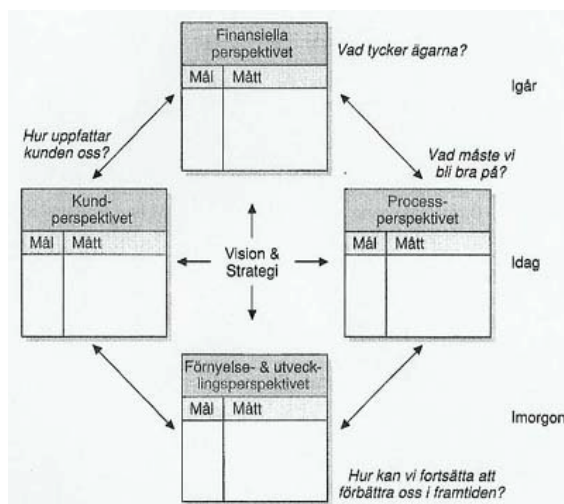 Finansiella
perspektivet
Mål Mått
Vad tycker ägarna?
Igår
Hur uppfattar
kunden oss?
Vad måste vi
bli bra på?
Kund-
perspektivet
Mål Mått
Vision &
Strategi
Process-
perspektivet
Mål Mått
Idag
Förnyelse- & utveck-
lingsperspektivet
Mål Mått
Imorgon
Hur kan vi fortsätta att
förbättra oss i framtiden?